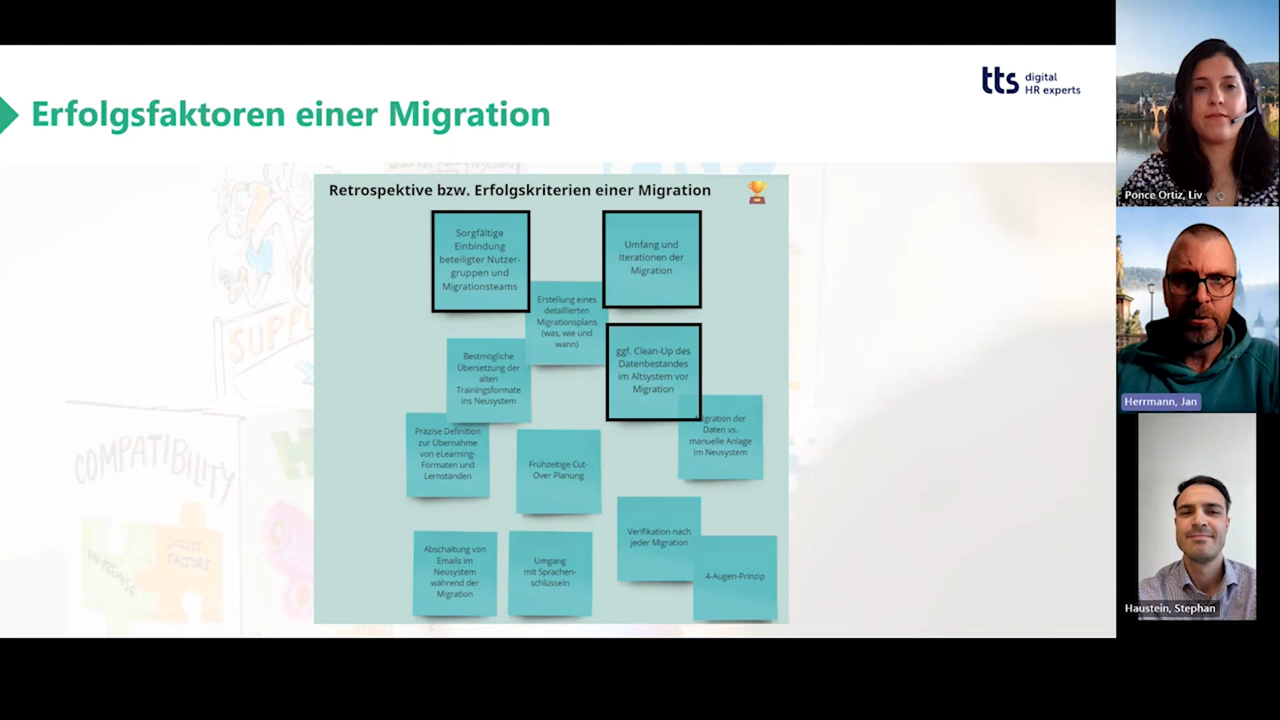 Erfolgsfaktoren einer Migration
tts digital
HR experts
Retrospektive bzw. Erfolgskriterien einer Migration
Sorgfältige
Einbindung
beteiligter Nutzer-
gruppen und
Migrationsteams
Umfang und
Iterationen der
Migration
Erstellung eines
detaillierten
Migrationsplans
(was, wie und
wann)
Bestmögliche
Übersetzung der
alten
Trainingsformate
ins Neusystem
ggf. Clean-Up des
Datenbestandes
im Altsystem vor
Migration
Präzise Definition
zur Übernahme
von eLearning-
Formaten und
Lernständen
Frühzeitige Cut-
Over Planung
Migration der
Daten vs.
manuelle Anlage
im Neusystem
Verifikation nach
jeder Migration
Abschaltung von
Emails im
Neusystem
während der
Migration
Umgang
mit Sprachen-
schlüsseln
4-Augen-Prinzip
COMPATIBILITY
Ponce Ortiz, Liv
Herrmann, Jan
Haustein, Stephan